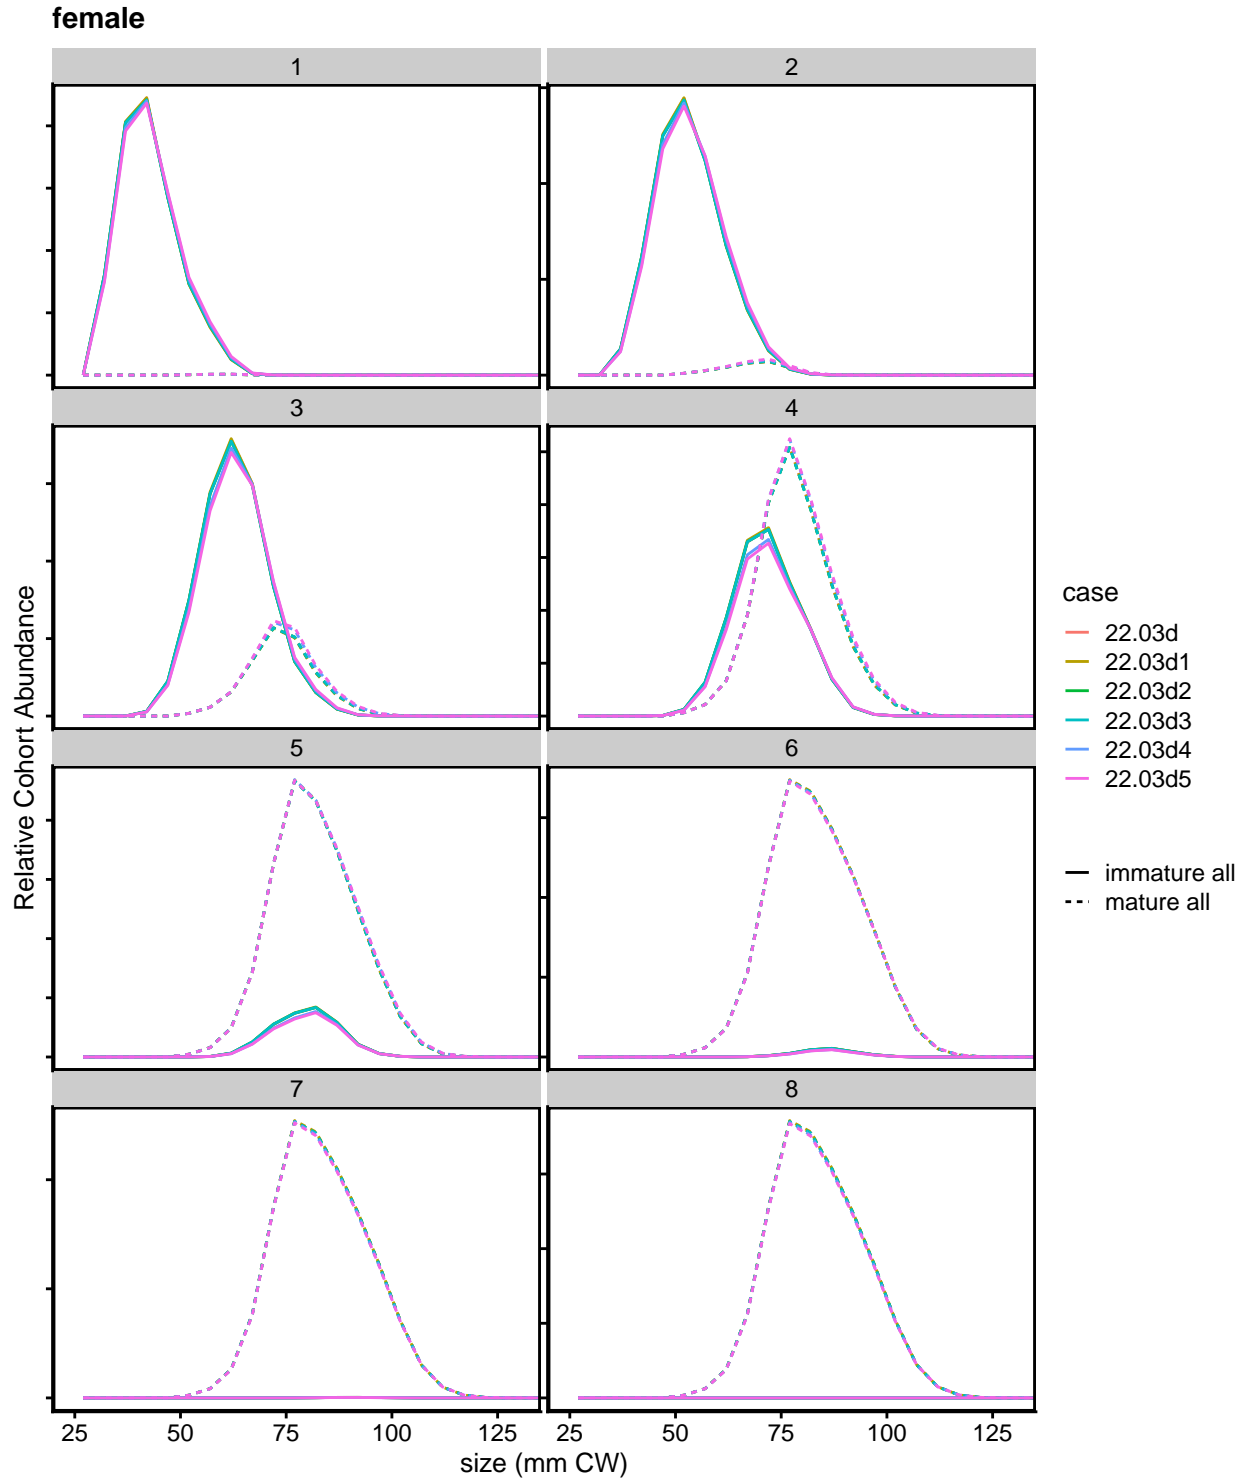 female
1
2
3
4
5
6
7
8
Relative Cohort Abundance
25
50
75
100
125
25
50
75
100
125
size (mm CW)
case
22.03d
22.03d1
22.03d2
22.03d3
22.03d4
22.03d5
immature all
mature all